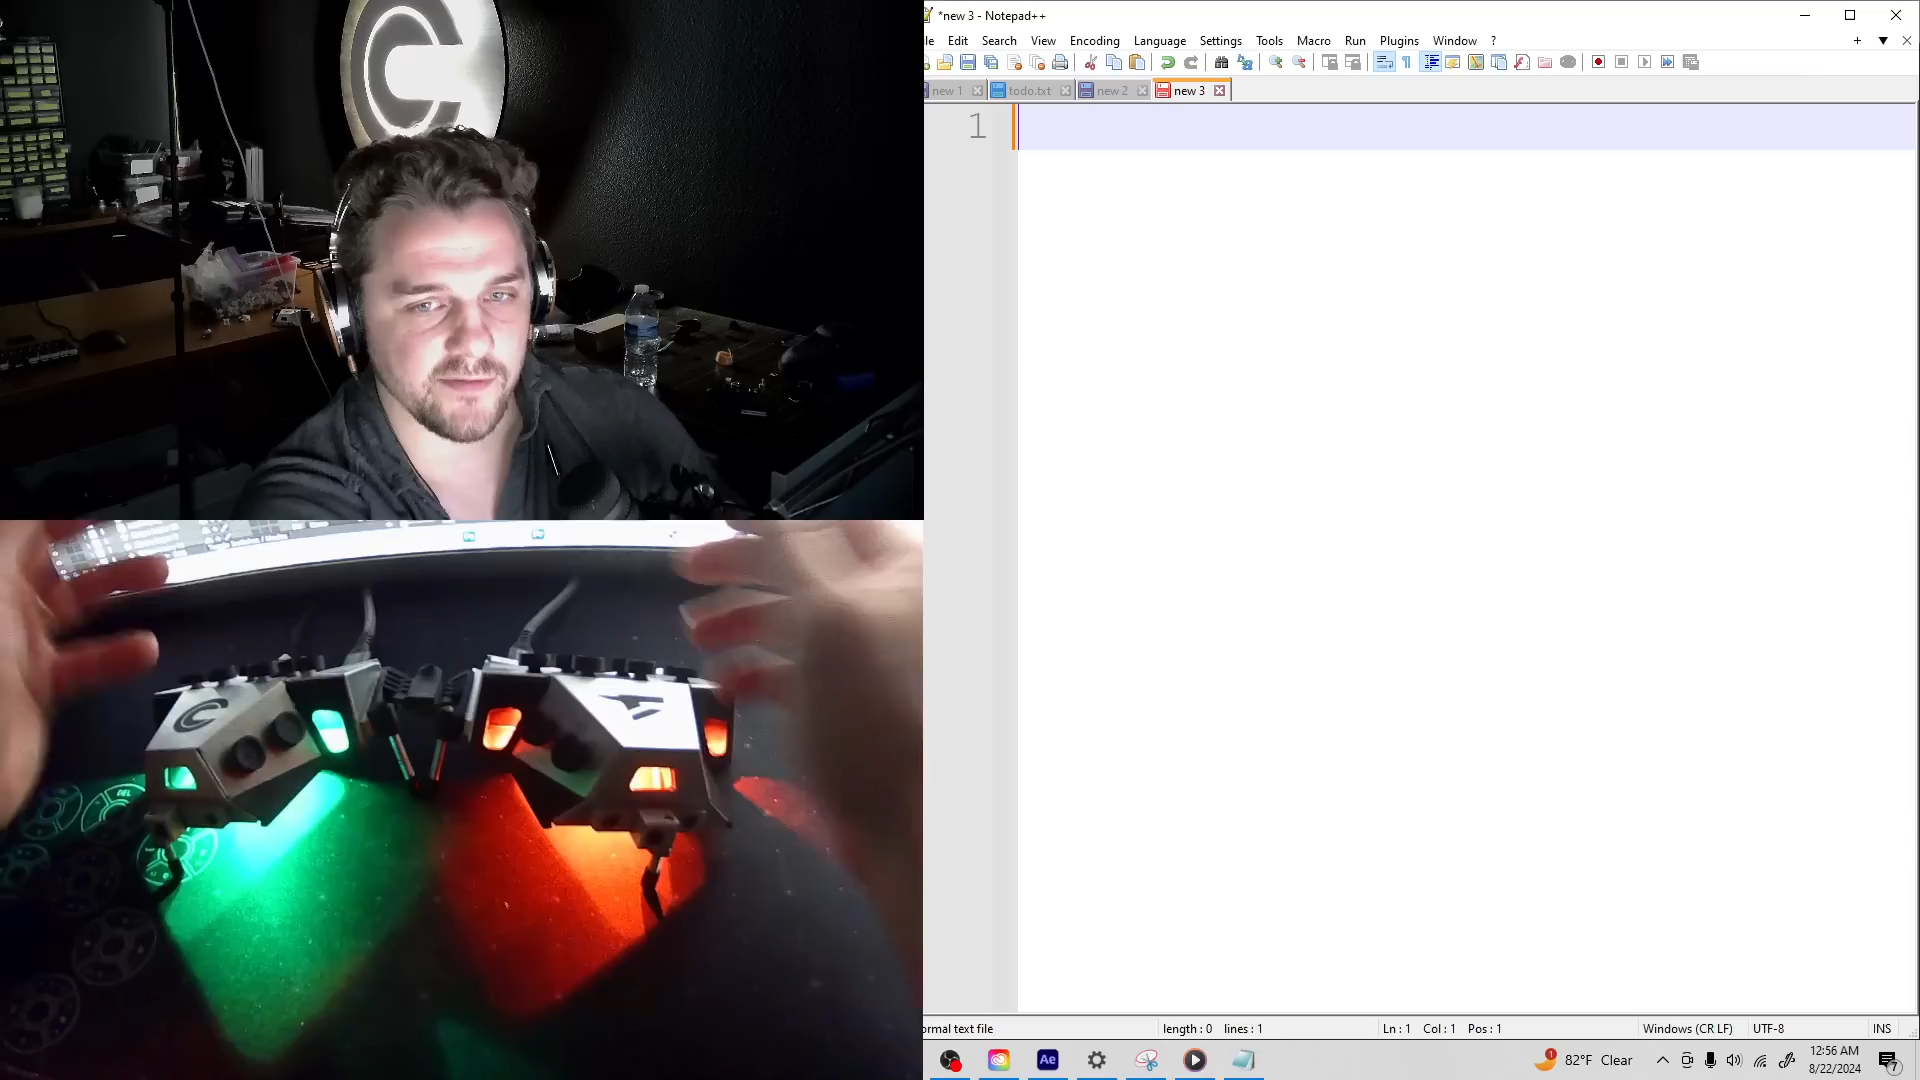 *new 3 - Notepad++
le Edit Search View Encoding Language Settings Tools Macro Run Plugins Window ?
new 1 todo.txt new 2 new 3
1
DEL
ormal text file length : 0 lines : 1 Ln : 1 Col : 1 Pos : 1 Windows (CR LF) UTF-8 INS
Ae 82°F Clear 12:56 AM
8/22/2024